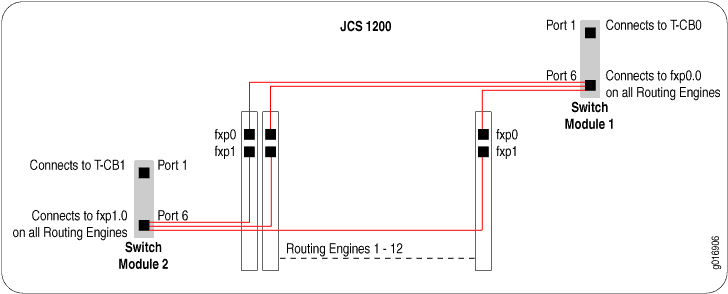 JCS 1200
Port 1 Connects to T-CB0
Port 6 Connects to fxp0.0
on all Routing Engines
Switch
Module 1
fxp0
fxp1
fxp0
fxp1
Connects to T-CB1 Port 1
Connects to fxp1.0 Port 6
on all Routing Engines
Switch
Module 2
Routing Engines 1 - 12
g016906